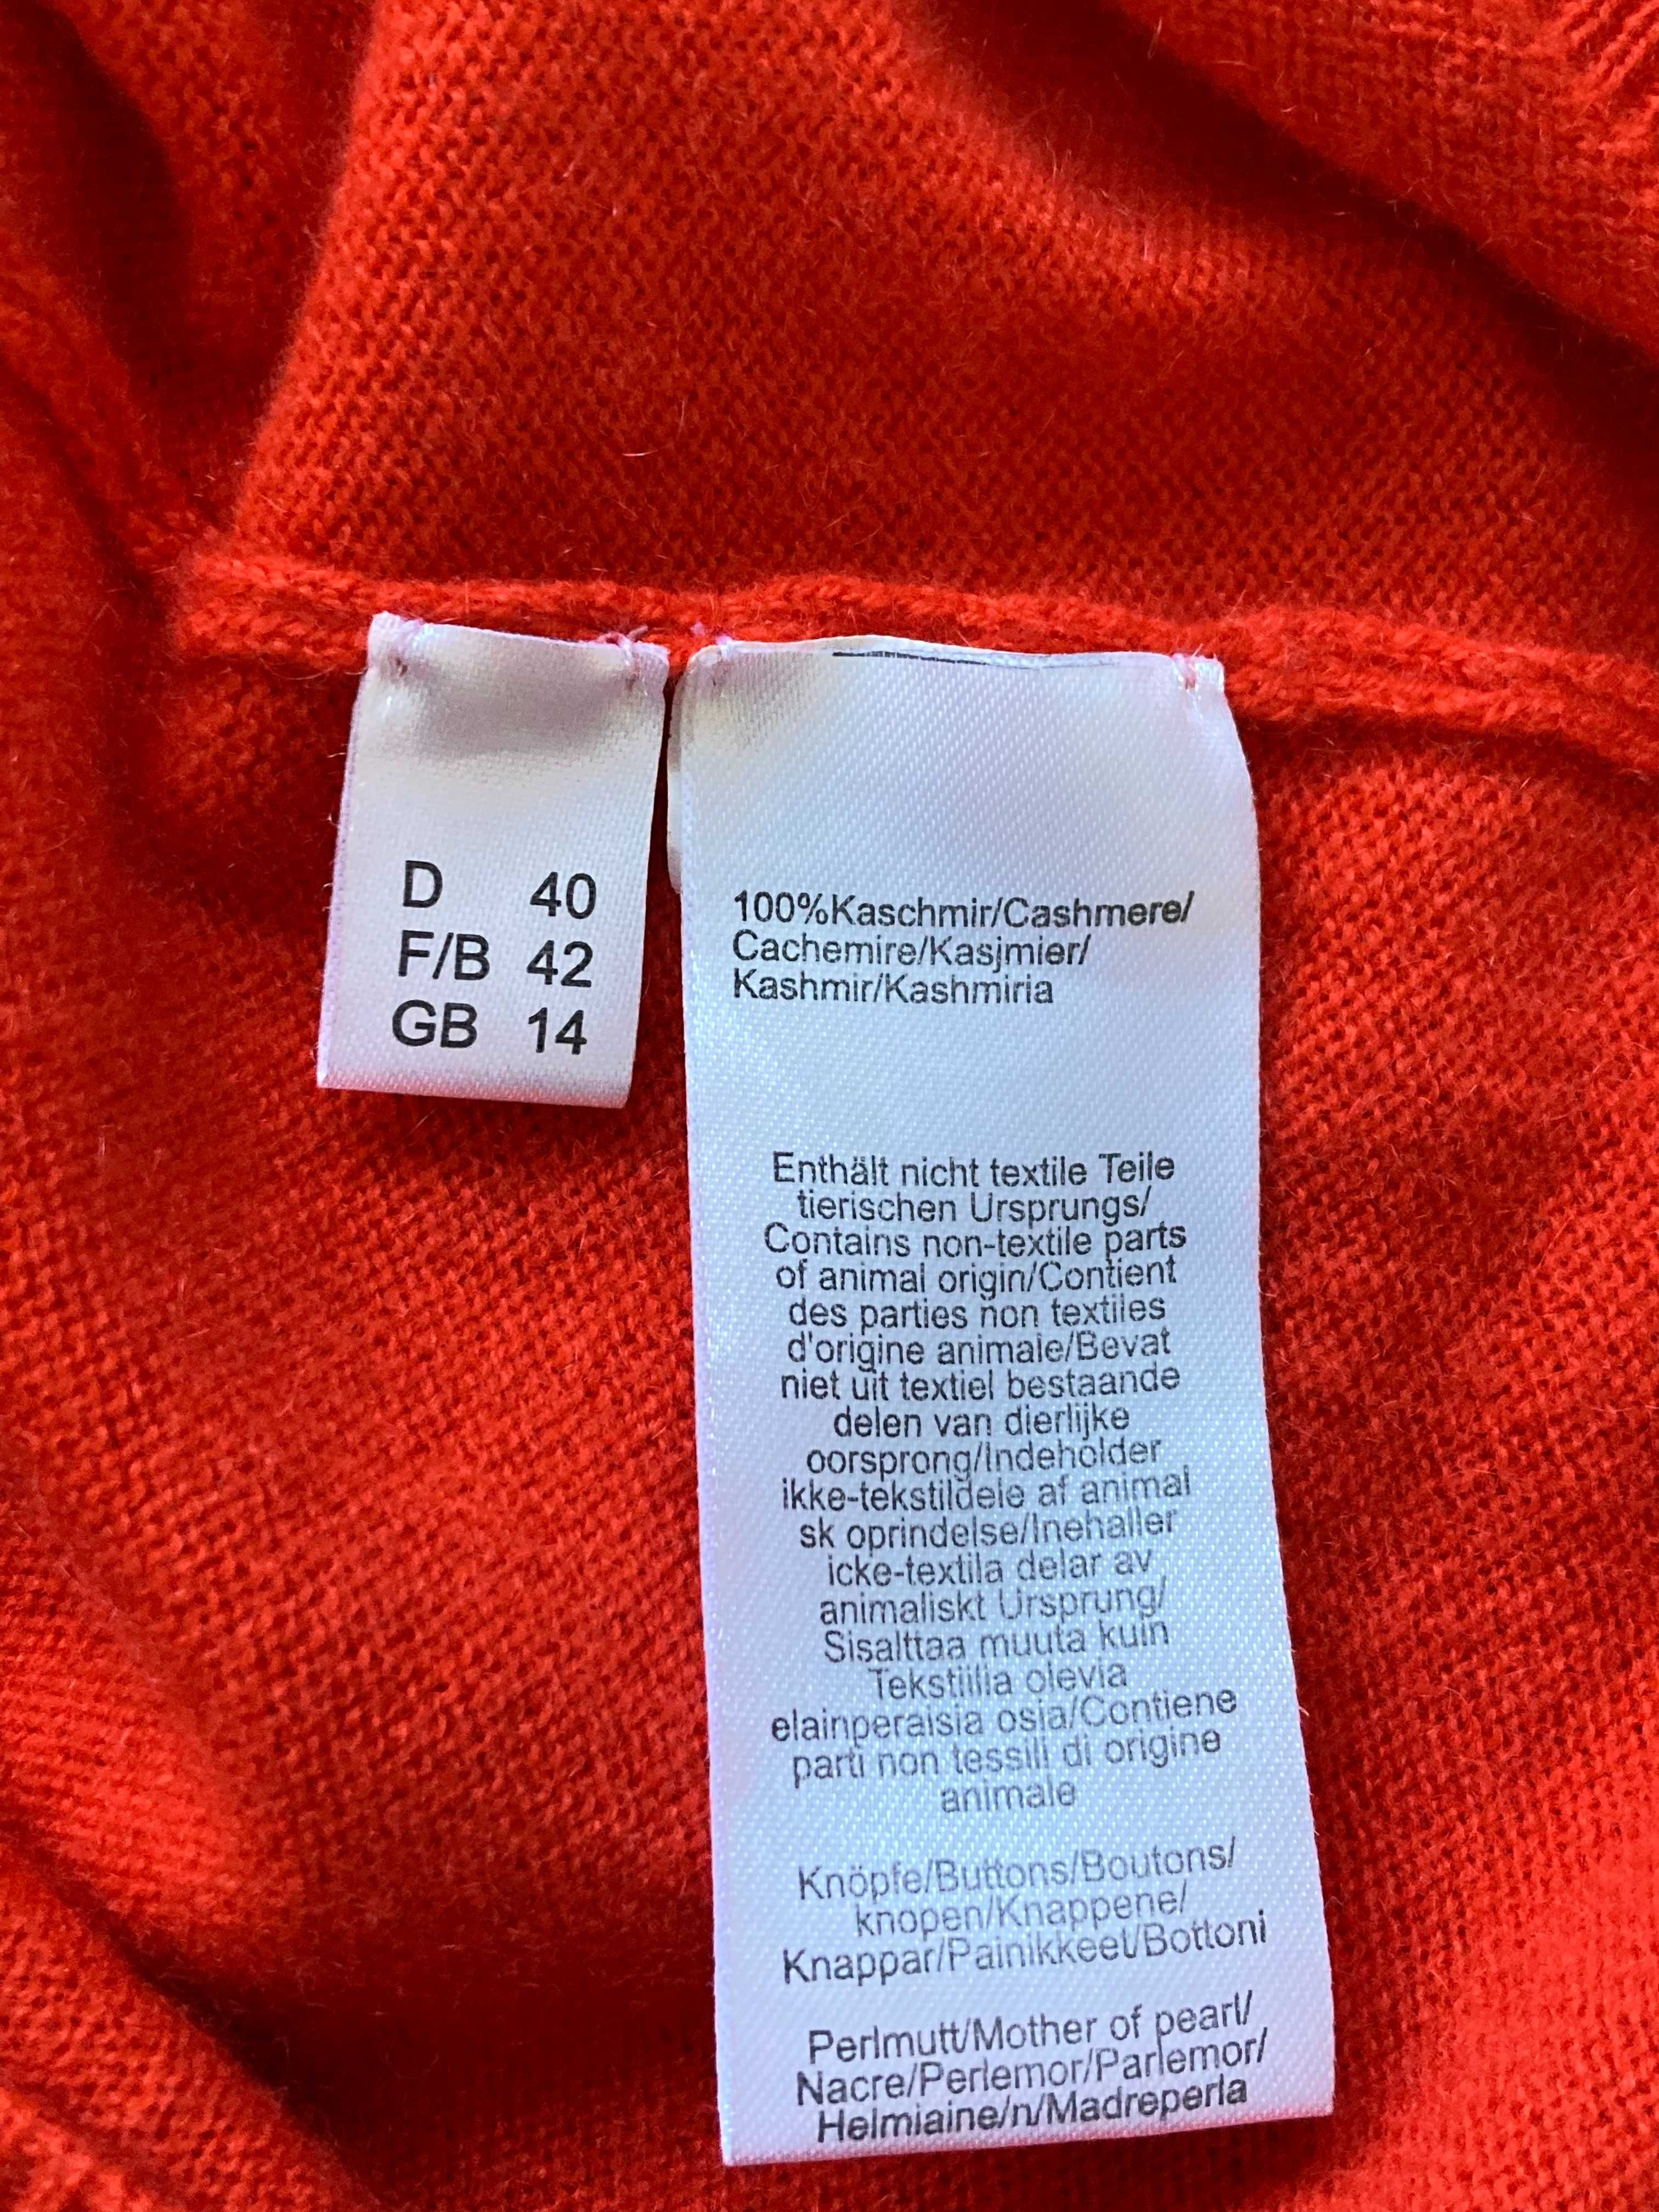 D 40
F/B 42
GB 14
100%Kaschmir/Cashmere/
Cachemire/Kasjmier/
Kashmir/Kashmiria
Enthält nicht textile Teile
tierischen Ursprungs/
Contains non-textile parts
of animal origin/Contient
des parties non textiles
d'origine animale/Bevat
niet uit textiel bestaande
delen van dierlijke
oorsprong/Indeholder
ikke-tekstildele af animal
sk oprindelse/Inehaller
icke-textila delar av
animaliskt Ursprung/
Sisalttaa muuta kuin
Tekstiilia olevia
elainperaisia osia/Contiene
parti non tessili di origine
animale
Knöpfe/Buttons/Boutons/
knopen/Knappene/
Knappar/Painikkeet/Bottoni
Perlmutt/Mother of pearl/
Nacre/Perlemor/Parlemor/
Helmiaine/n/Madreperla